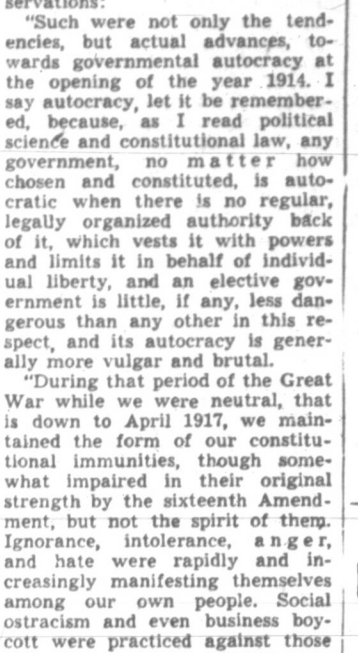 servations:
"Such were not only the tend-
encies, but actual advances, to-
wards governmental autocracy at
the opening of the year 1914. I
say autocracy, let it be remember-
ed, because, as I read political
science and constitutional law, any
government, no matter how
chosen and constituted, is auto-
cratic when there is no regular,
legally organized authority back
of it, which vests it with powers
and limits it in behalf of individ-
ual liberty, and an elective gov-
ernment is little, if any, less dan-
gerous than any other in this re-
spect, and its autocracy is gener-
ally more vulgar and brutal.
"During that period of the Great
War while we were neutral, that
is down to April 1917, we main-
tained the form of our constitu-
tional immunities, though some-
what impaired in their original
strength by the sixteenth Amend-
ment, but not the spirit of them.
Ignorance, intolerance, anger,
and hate were rapidly and in-
creasingly manifesting themselves
among our own people. Social
ostracism and even business boy-
cott were practiced against those